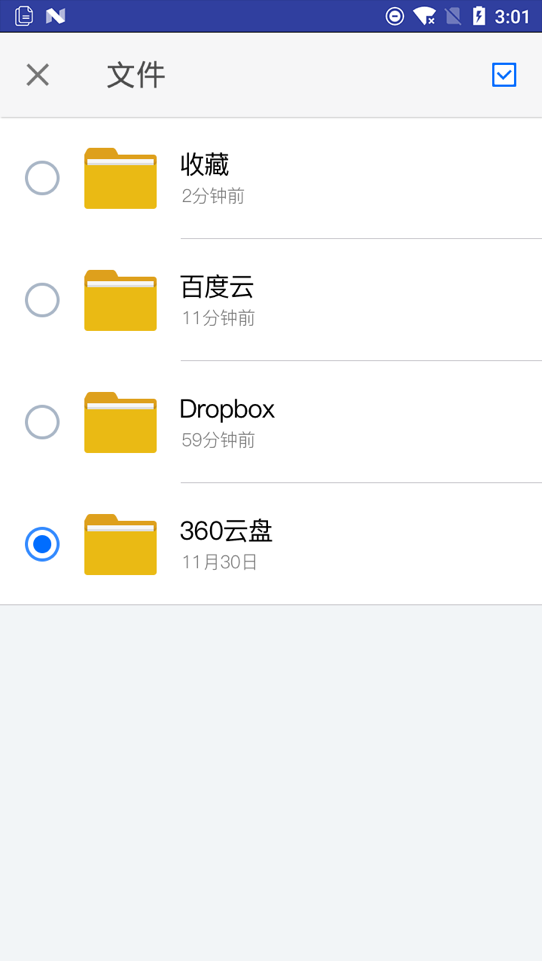 3:01
文件
收藏
2分钟前
百度云
11分钟前
Dropbox
59分钟前
360云盘
11月30日